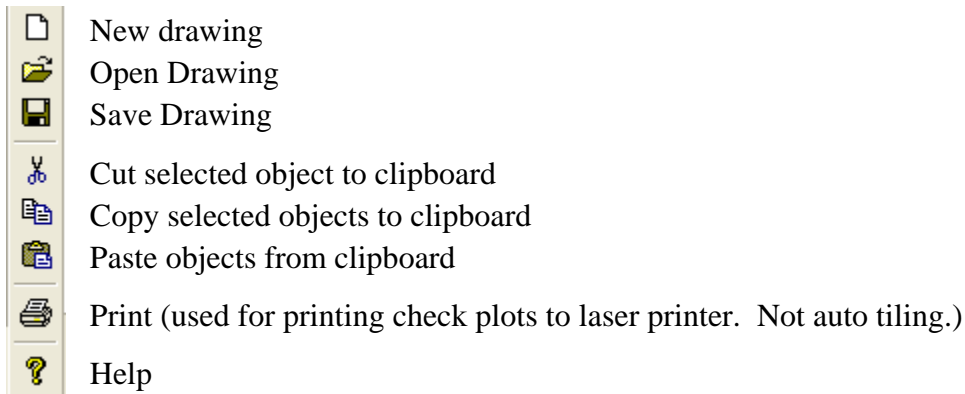 New drawing
Open Drawing
Save Drawing
Cut selected object to clipboard
Copy selected objects to clipboard
Paste objects from clipboard
Print (used for printing check plots to laser printer.  Not auto tiling.)
Help